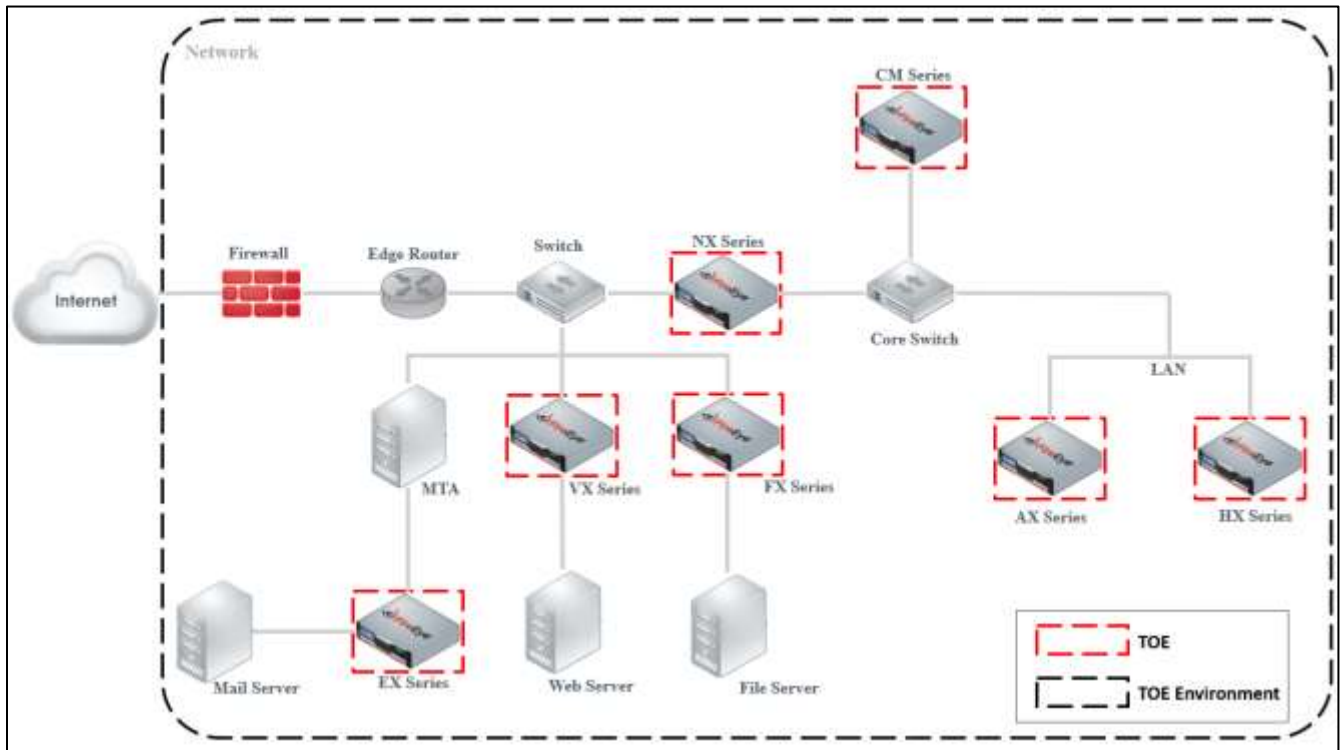 Network
CM Series
Firewall
Edge Router
Switch
NX Series
Internet
Core Switch
LAN
MTA
VX Series
FX Series
AX Series
HX Series
TOE
Mail Server
EX Series
Web Server
File Server
TOE Environment